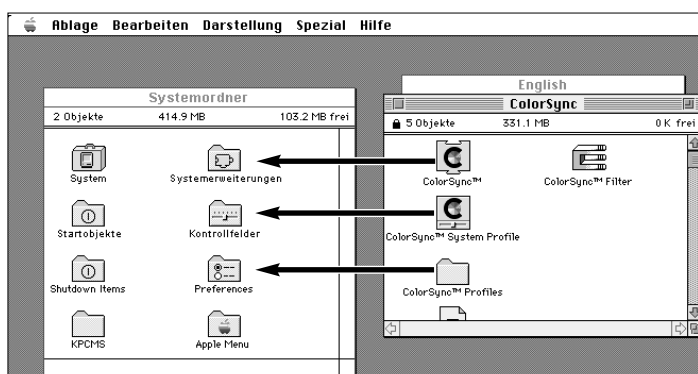 Ablage Bearbeiten Darstellung Spezial Hilfe
Systemordner
2 Objekte 414.9 MB 103.2 MB frei
System Systemerweiterungen
Startobjekte Kontrollfelder
Shutdown Items Preferences
KPCMS Apple Menu
English
ColorSync
5 Objekte 331.1 MB 0 K frei
ColorSync™ ColorSync™ Filter
ColorSync™ System Profile
ColorSync™ Profiles